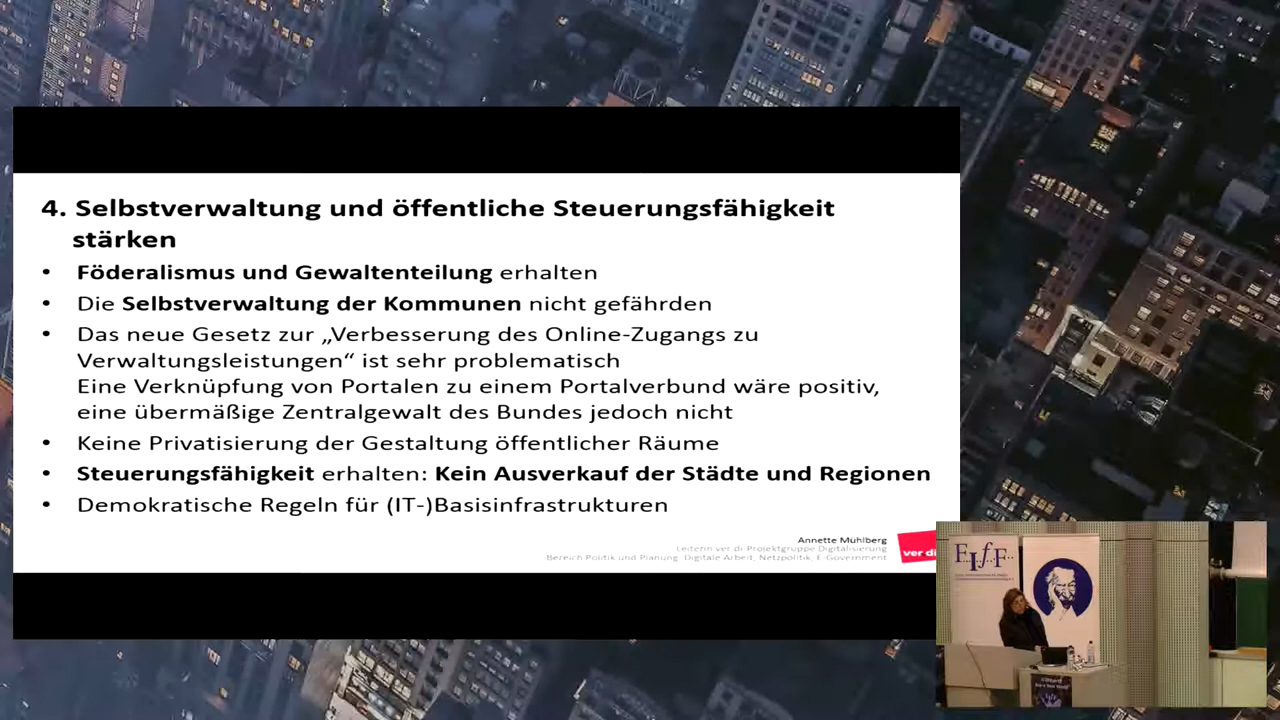 4. Selbstverwaltung und öffentliche Steuerungsfähigkeit
stärken
• Föderalismus und Gewaltenteilung erhalten
• Die Selbstverwaltung der Kommunen nicht gefährden
• Das neue Gesetz zur „Verbesserung des Online-Zugangs zu
Verwaltungsleistungen“ ist sehr problematisch
Eine Verknüpfung von Portalen zu einem Portalverbund wäre positiv,
eine übermäßige Zentralgewalt des Bundes jedoch nicht
• Keine Privatisierung der Gestaltung öffentlicher Räume
• Steuerungsfähigkeit erhalten: Kein Ausverkauf der Städte und Regionen
• Demokratische Regeln für (IT-)Basisinfrastrukturen
Annette Mühlberg
Leiterin ver di-Projektgruppe Digitalisierung
Bereich Politik und Planung, Digitale Arbeit, Netzpolitik, E-Government
ver di
F..I..f..F..